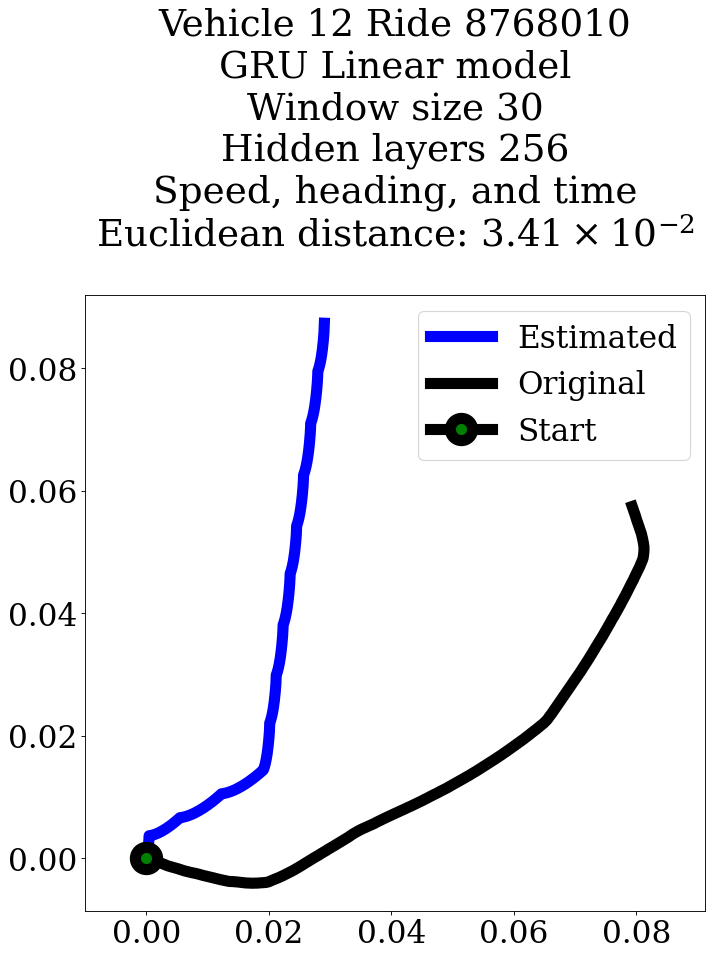 Vehicle 12 Ride 8768010
GRU Linear model
Window size 30
Hidden layers 256
Speed, heading, and time
Euclidean distance: 3.41 × 10⁻²
Estimated
Original
Start
0.08
0.06
0.04
0.02
0.00
0.00 0.02 0.04 0.06 0.08